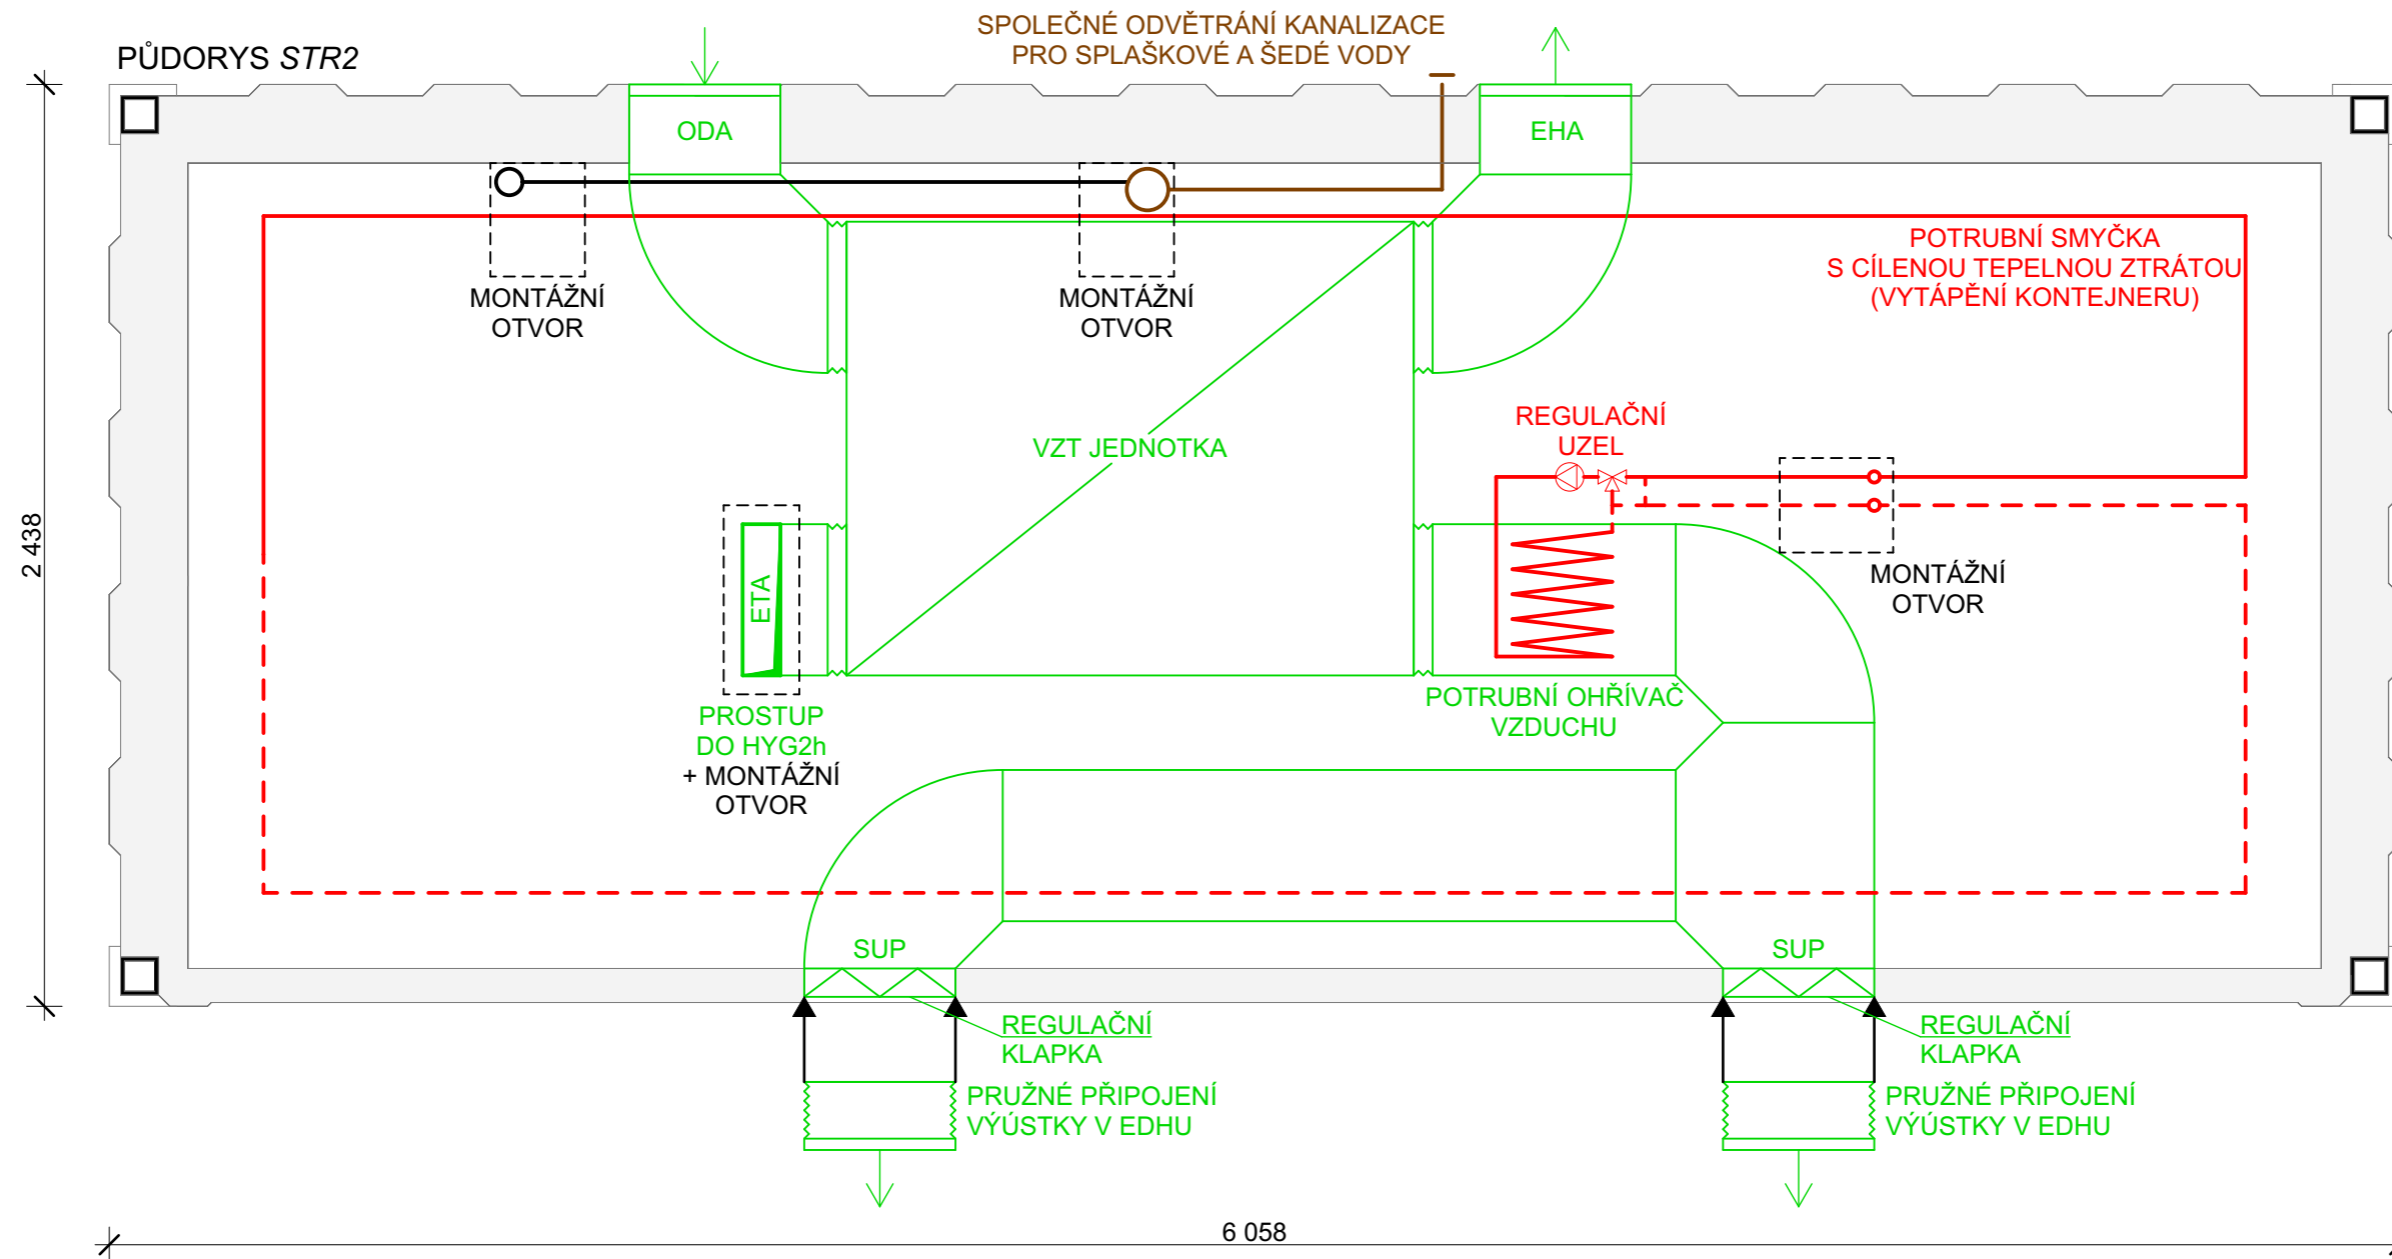 SPOLEČNÉ ODVĚTRÁNÍ KANALIZACE
PRO SPLAŠKOVÉ A ŠEDÉ VODY
PŮDORYS STR2
ODA
EHA
POTRUBNÍ SMYČKA
S CÍLENOU TEPELNOU ZTRÁTOU
(VYTÁPĚNÍ KONTEJNERU)
MONTÁŽNÍ
OTVOR
MONTÁŽNÍ
OTVOR
REGULAČNÍ
UZEL
VZT JEDNOTKA
2 438
ETA
MONTÁŽNÍ
OTVOR
POTRUBNÍ OHŘÍVAČ
VZDUCHU
PROSTUP
DO HYG2h
+ MONTÁŽNÍ
OTVOR
SUP
SUP
REGULAČNÍ
KLAPKA
REGULAČNÍ
KLAPKA
PRUŽNÉ PŘIPOJENÍ
VÝÚSTKY V EDHU
PRUŽNÉ PŘIPOJENÍ
VÝÚSTKY V EDHU
6 058